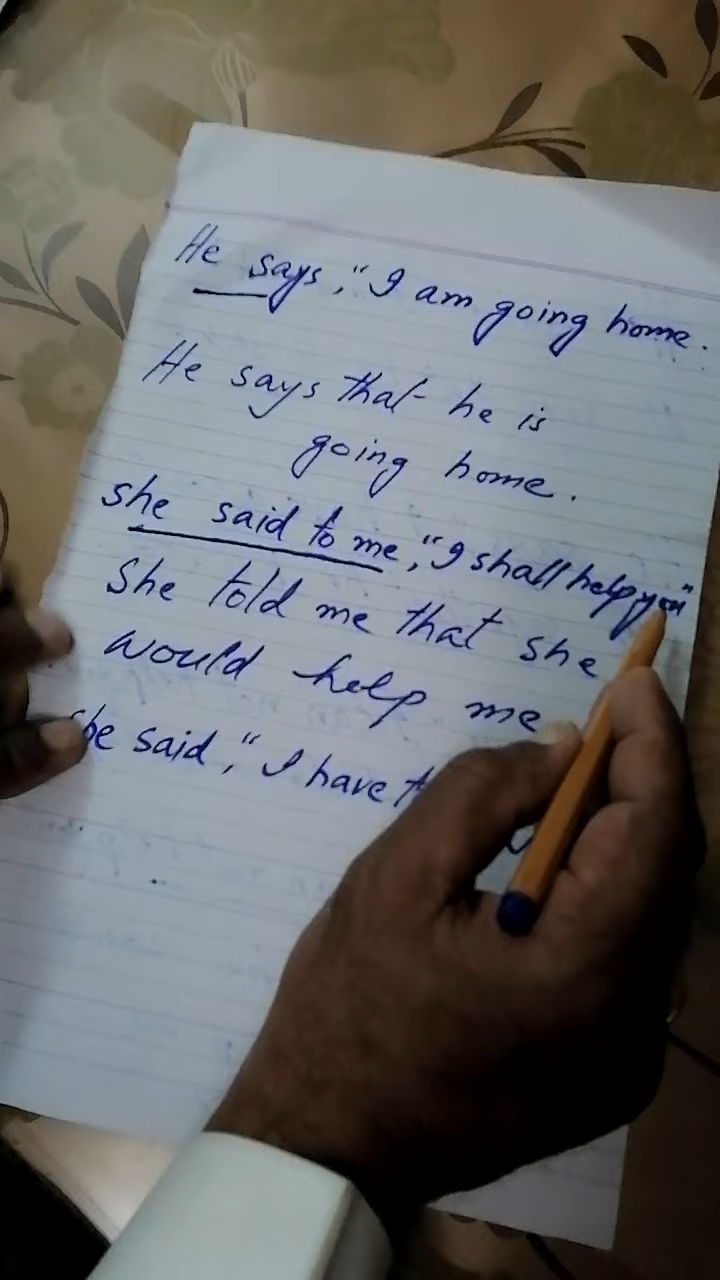 He says, "I am going home.
He says that he is
going home.
she said to me, "I shall help you"
She told me that she
would help me
She said, "I have